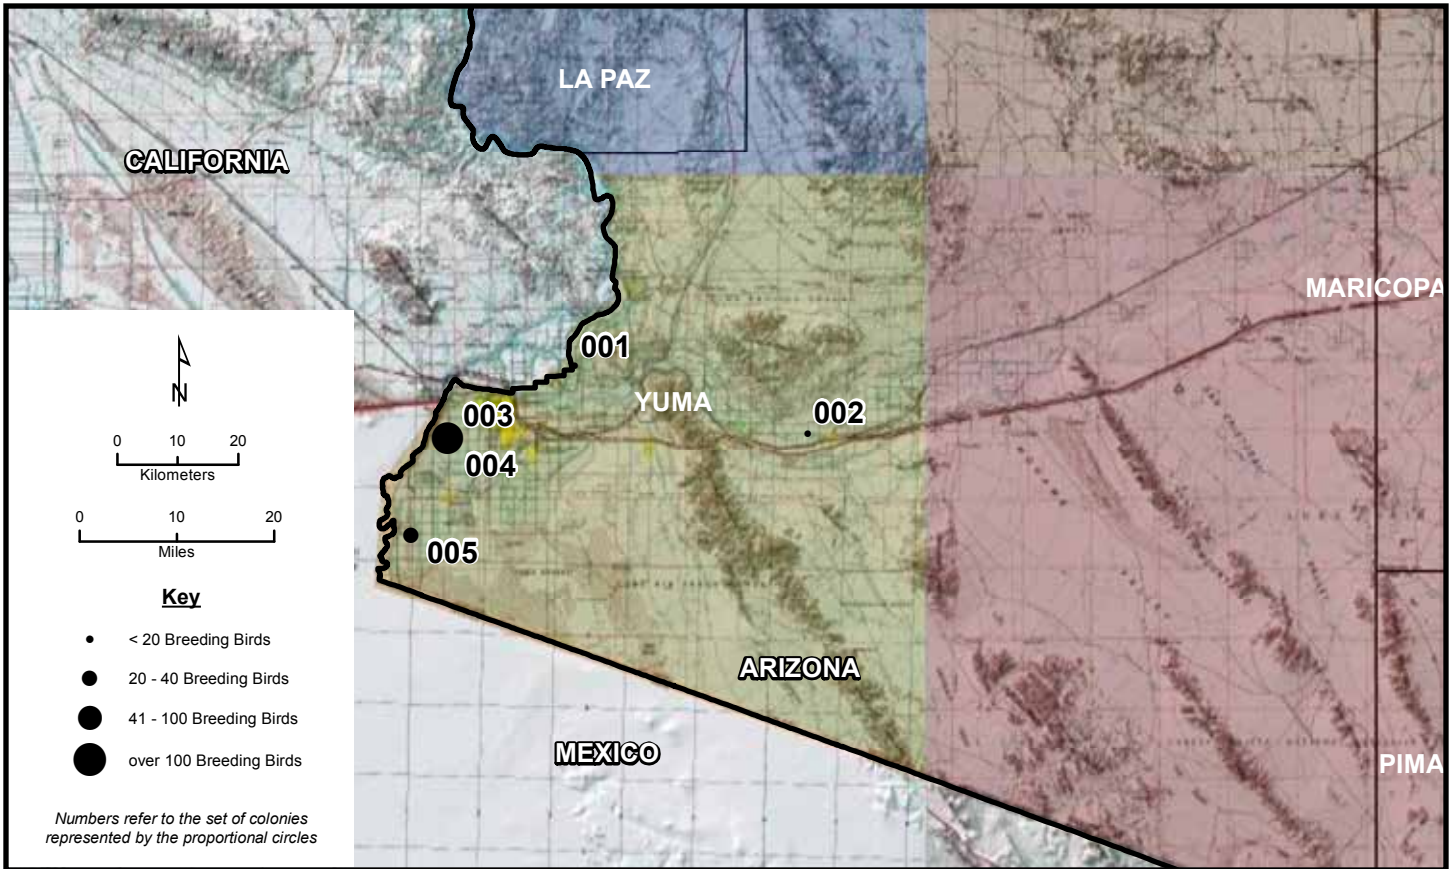 LA PAZ
CALIFORNIA
MARICOPA
001
YUMA
002
003
004
005
ARIZONA
MEXICO
PIMA
N
0 10 20
Kilometers
0 10 20
Miles
Key
< 20 Breeding Birds
20 - 40 Breeding Birds
41 - 100 Breeding Birds
over 100 Breeding Birds
Numbers refer to the set of colonies
represented by the proportional circles